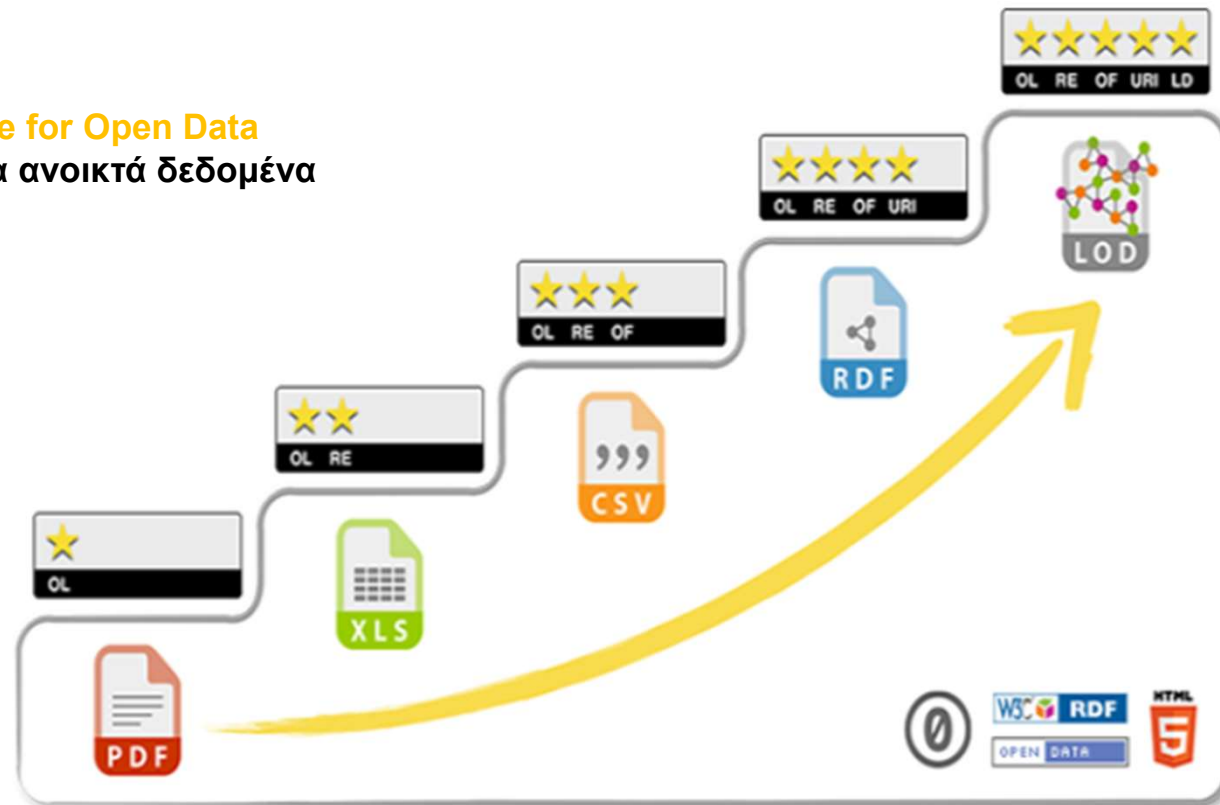 e for Open Data
α ανοικτά δεδομένα
OL RE OF URI LD
LOD
OL RE OF URI
RDF
OL RE OF
CSV
OL RE
XLS
OL
PDF
W3C RDF
OPEN DATA
HTML
5